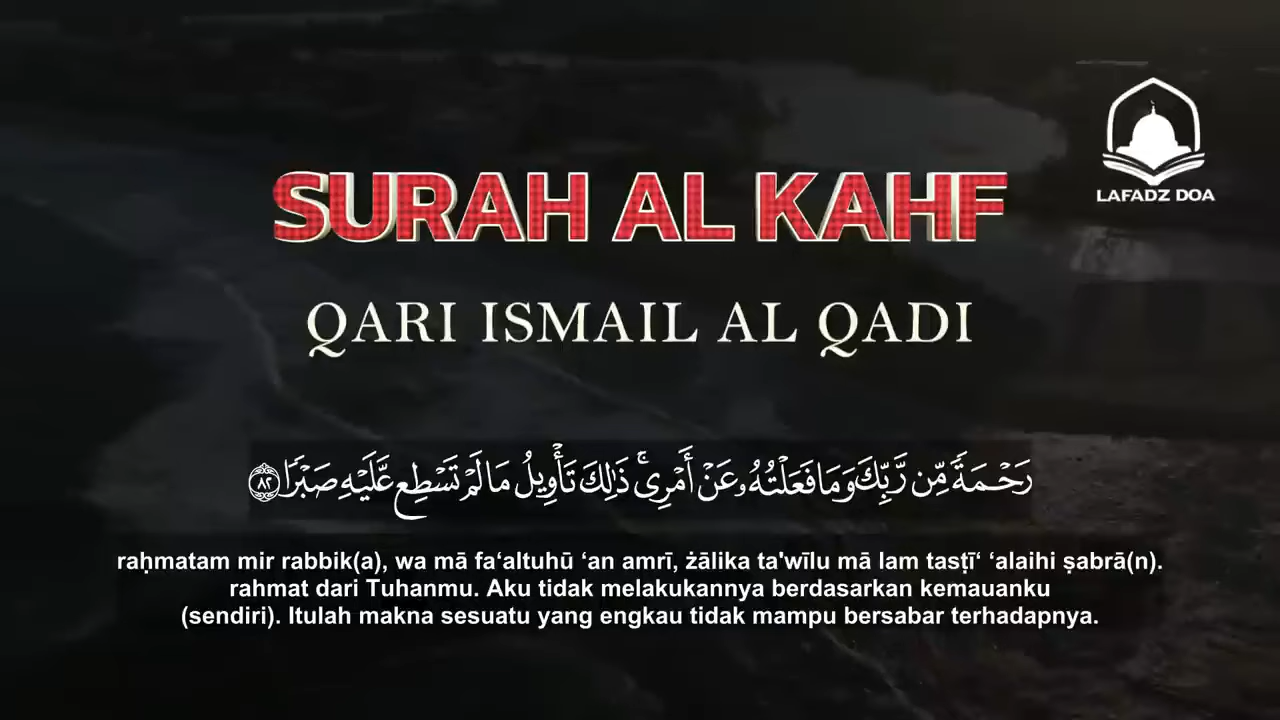 SURAH AL KAHF
LAFADZ DOA
QARI ISMAIL AL QADI
رَحْمَةً مِّن رَّبِّكَ وَمَا فَعَلْتُهُۥ عَنْ أَمْرِى ۚ ذَٰلِكَ تَأْوِيلُ مَا لَمْ تَسْطِع عَّلَيْهِ صَبْرًا ٨٢
raḥmatam mir rabbik(a), wa mā fa‘altuhū ‘an amrī, żālika ta'wīlu mā lam tasṭī‘ ‘alaihi ṣabrā(n).
rahmat dari Tuhanmu. Aku tidak melakukannya berdasarkan kemauanku
(sendiri). Itulah makna sesuatu yang engkau tidak mampu bersabar terhadapnya.